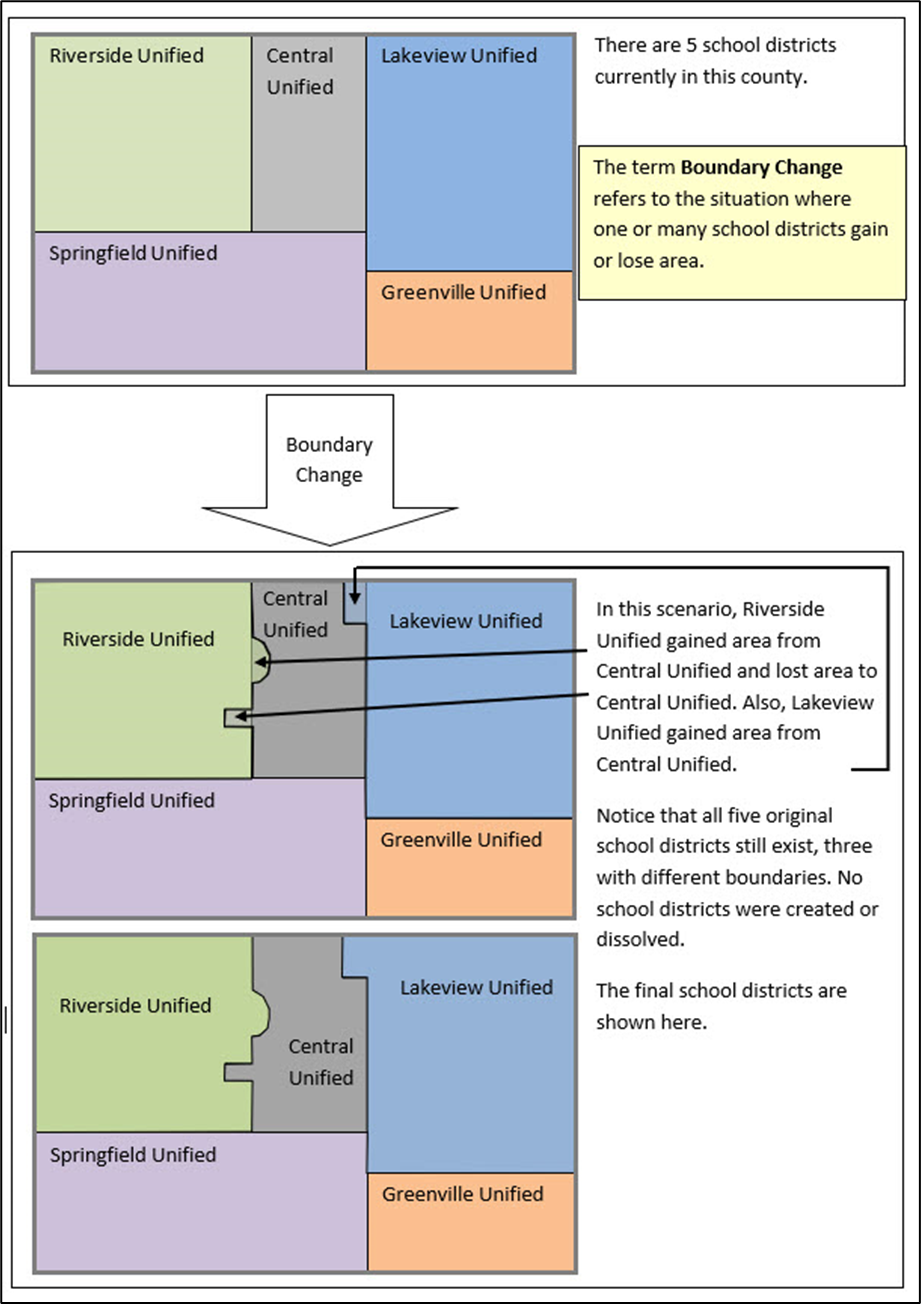 Riverside Unified
Central
Unified
Lakeview Unified
Springfield Unified
Greenville Unified
There are 5 school districts
currently in this county.
The term Boundary Change
refers to the situation where
one or many school districts gain
or lose area.
Boundary
Change
Riverside Unified
Central
Unified
Lakeview Unified
Springfield Unified
Greenville Unified
In this scenario, Riverside
Unified gained area from
Central Unified and lost area to
Central Unified. Also, Lakeview
Unified gained area from
Central Unified.
Notice that all five original
school districts still exist, three
with different boundaries. No
school districts were created or
dissolved.
Riverside Unified
Central
Unified
Lakeview Unified
Springfield Unified
Greenville Unified
The final school districts are
shown here.